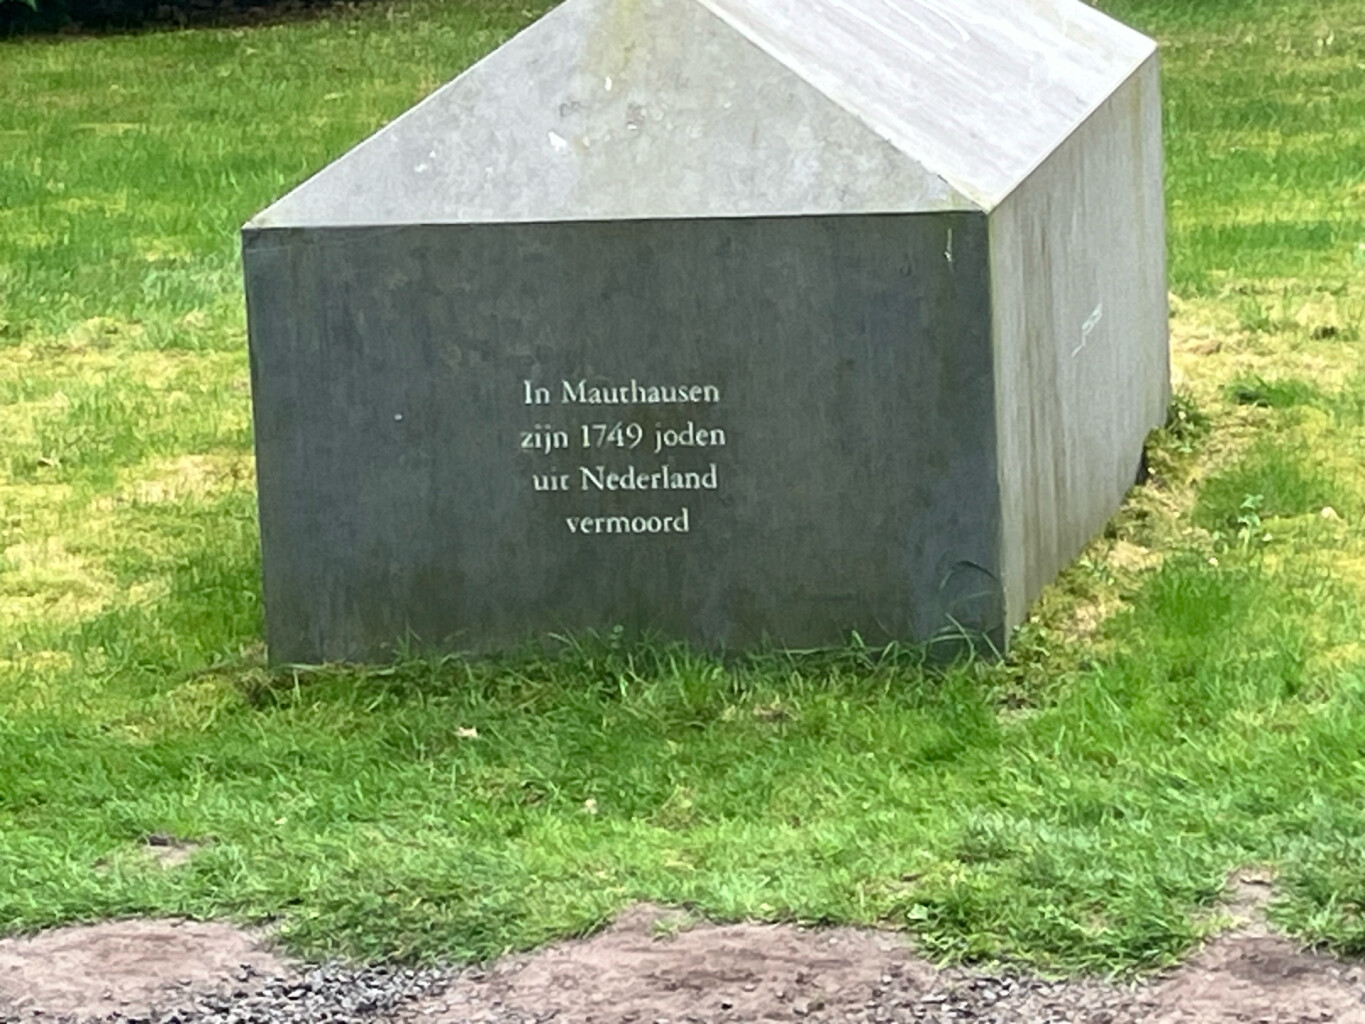 In Mauthausen
zijn 1749 joden
uit Nederland
vermoord